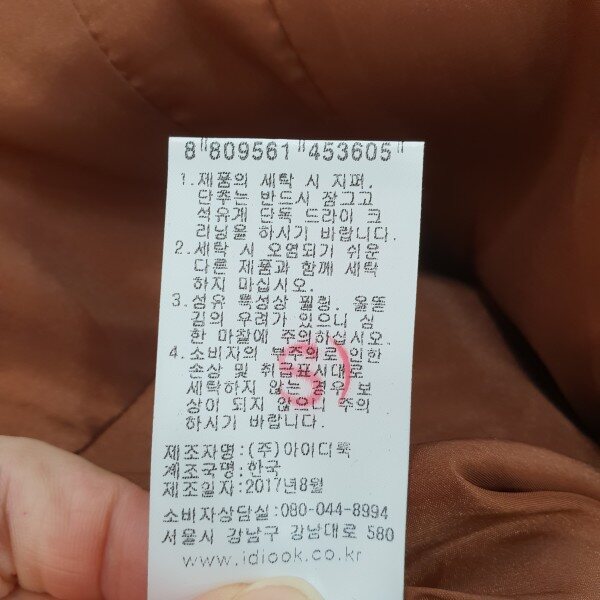 8 809561 453605
1.제품의 세탁 시 지퍼.
단추는 반드시 잠그고
석유계 단독 드라이 크
리닝을 하시기 바랍니다.
2.세탁 시 오염되기 쉬운
다른 제품과 함께 세탁
하지 마십시오.
3.섬유 특성상 필링. 올뜯
김의 우려가 있으니 심
한 마찰에 주의하십시오.
4.소비자의 부주의로 인한
손상 및 취급표시대로
세탁하지 않는 경우 보
상이 되지 않으니 주의
하시기 바랍니다.
제조자명:(주)아이디룩
제조국명:한국
제조일자:2017년8월
소비자상담실:080-044-8994
서울시 강남구 강남대로 580
www.idlook.co.kr